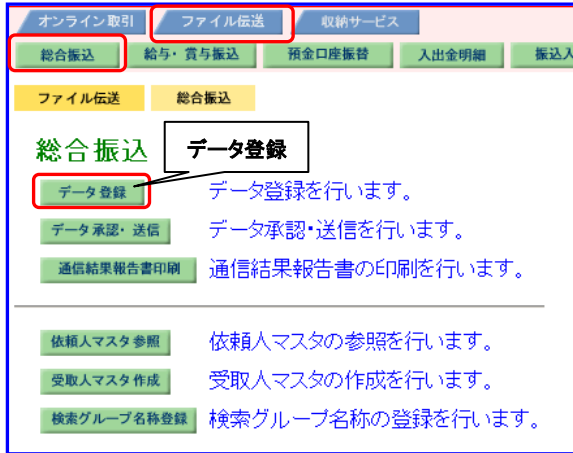 オンライン取引 ファイル伝送 収納サービス
総合振込 給与・賞与振込 預金口座振替 入出金明細 振込入
ファイル伝送 総合振込
総合振込 データ登録
データ登録 データ登録を行います。
データ承認・送信 データ承認・送信を行います。
通信結果報告書印刷 通信結果報告書の印刷を行います。
依頼人マスタ参照 依頼人マスタの参照を行います。
受取人マスタ作成 受取人マスタの作成を行います。
検索グループ名称登録 検索グループ名称の登録を行います。